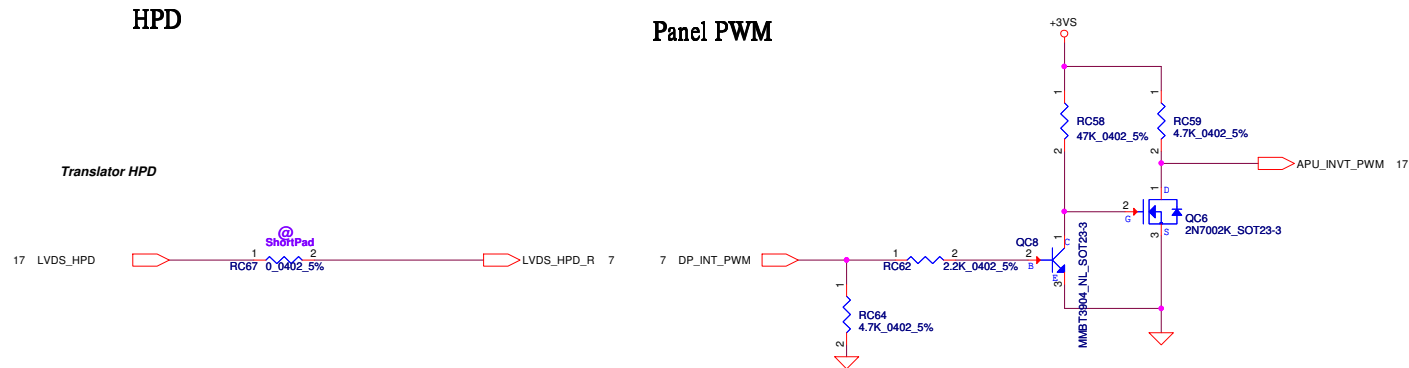 HPD
Panel PWM
+3VS
1
RC58
47K_0402_5%
2
1
RC59
4.7K_0402_5%
2
APU_INVT_PWM 17
Translator HPD
1
D
2
G
QC6
2N7002K_SOT23-3
3
S
@
ShortPad
17 LVDS_HPD
1
2
RC67 0_0402_5%
LVDS_HPD_R 7
7 DP_INT_PWM
1
2
RC62 2.2K_0402_5%
QC8
1
C
2
B
E
3
MMBT3904_NL_SOT23-3
1
RC64
4.7K_0402_5%
2